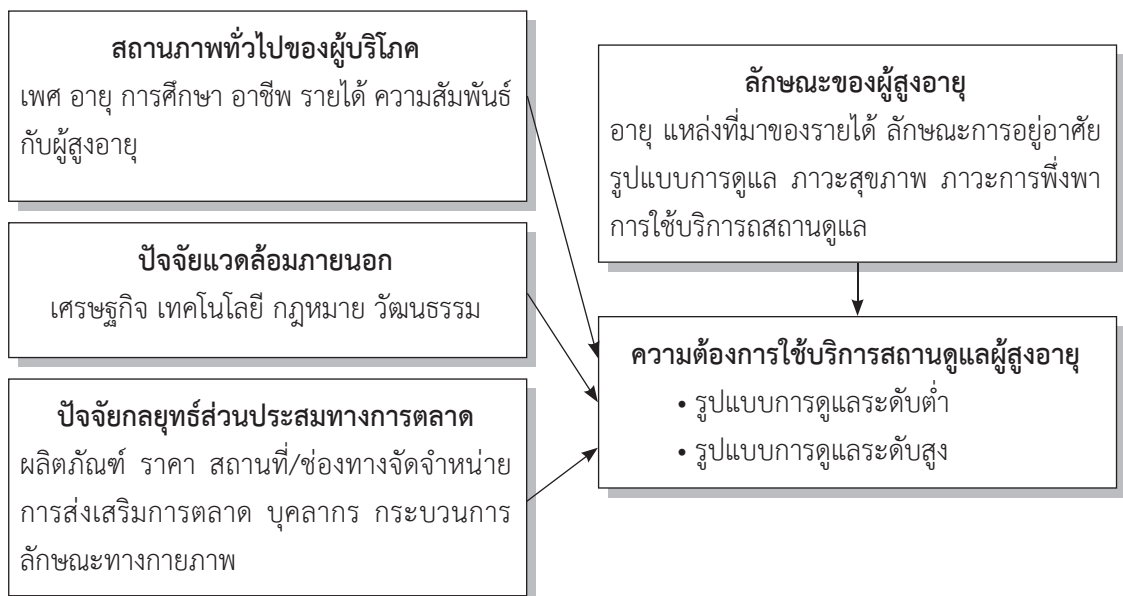 สถานภาพทั่วไปของผู้บริโภค
เพศ อายุ การศึกษา อาชีพ รายได้ ความสัมพันธ์
กับผู้สูงอายุ
ปัจจัยแวดล้อมภายนอก
เศรษฐกิจ เทคโนโลยี กฎหมาย วัฒนธรรม
ปัจจัยกลยุทธ์ส่วนประสมทางการตลาด
ผลิตภัณฑ์ ราคา สถานที่/ช่องทางจัดจำหน่าย
การส่งเสริมการตลาด บุคลากร กระบวนการ
ลักษณะทางกายภาพ
ลักษณะของผู้สูงอายุ
อายุ แหล่งที่มาของรายได้ ลักษณะการอยู่อาศัย
รูปแบบการดูแล ภาวะสุขภาพ ภาวะการพึ่งพา
การใช้บริการถสถานดูแล
ความต้องการใช้บริการสถานดูแลผู้สูงอายุ
• รูปแบบการดูแลระดับต่ำ
• รูปแบบการดูแลระดับสูง